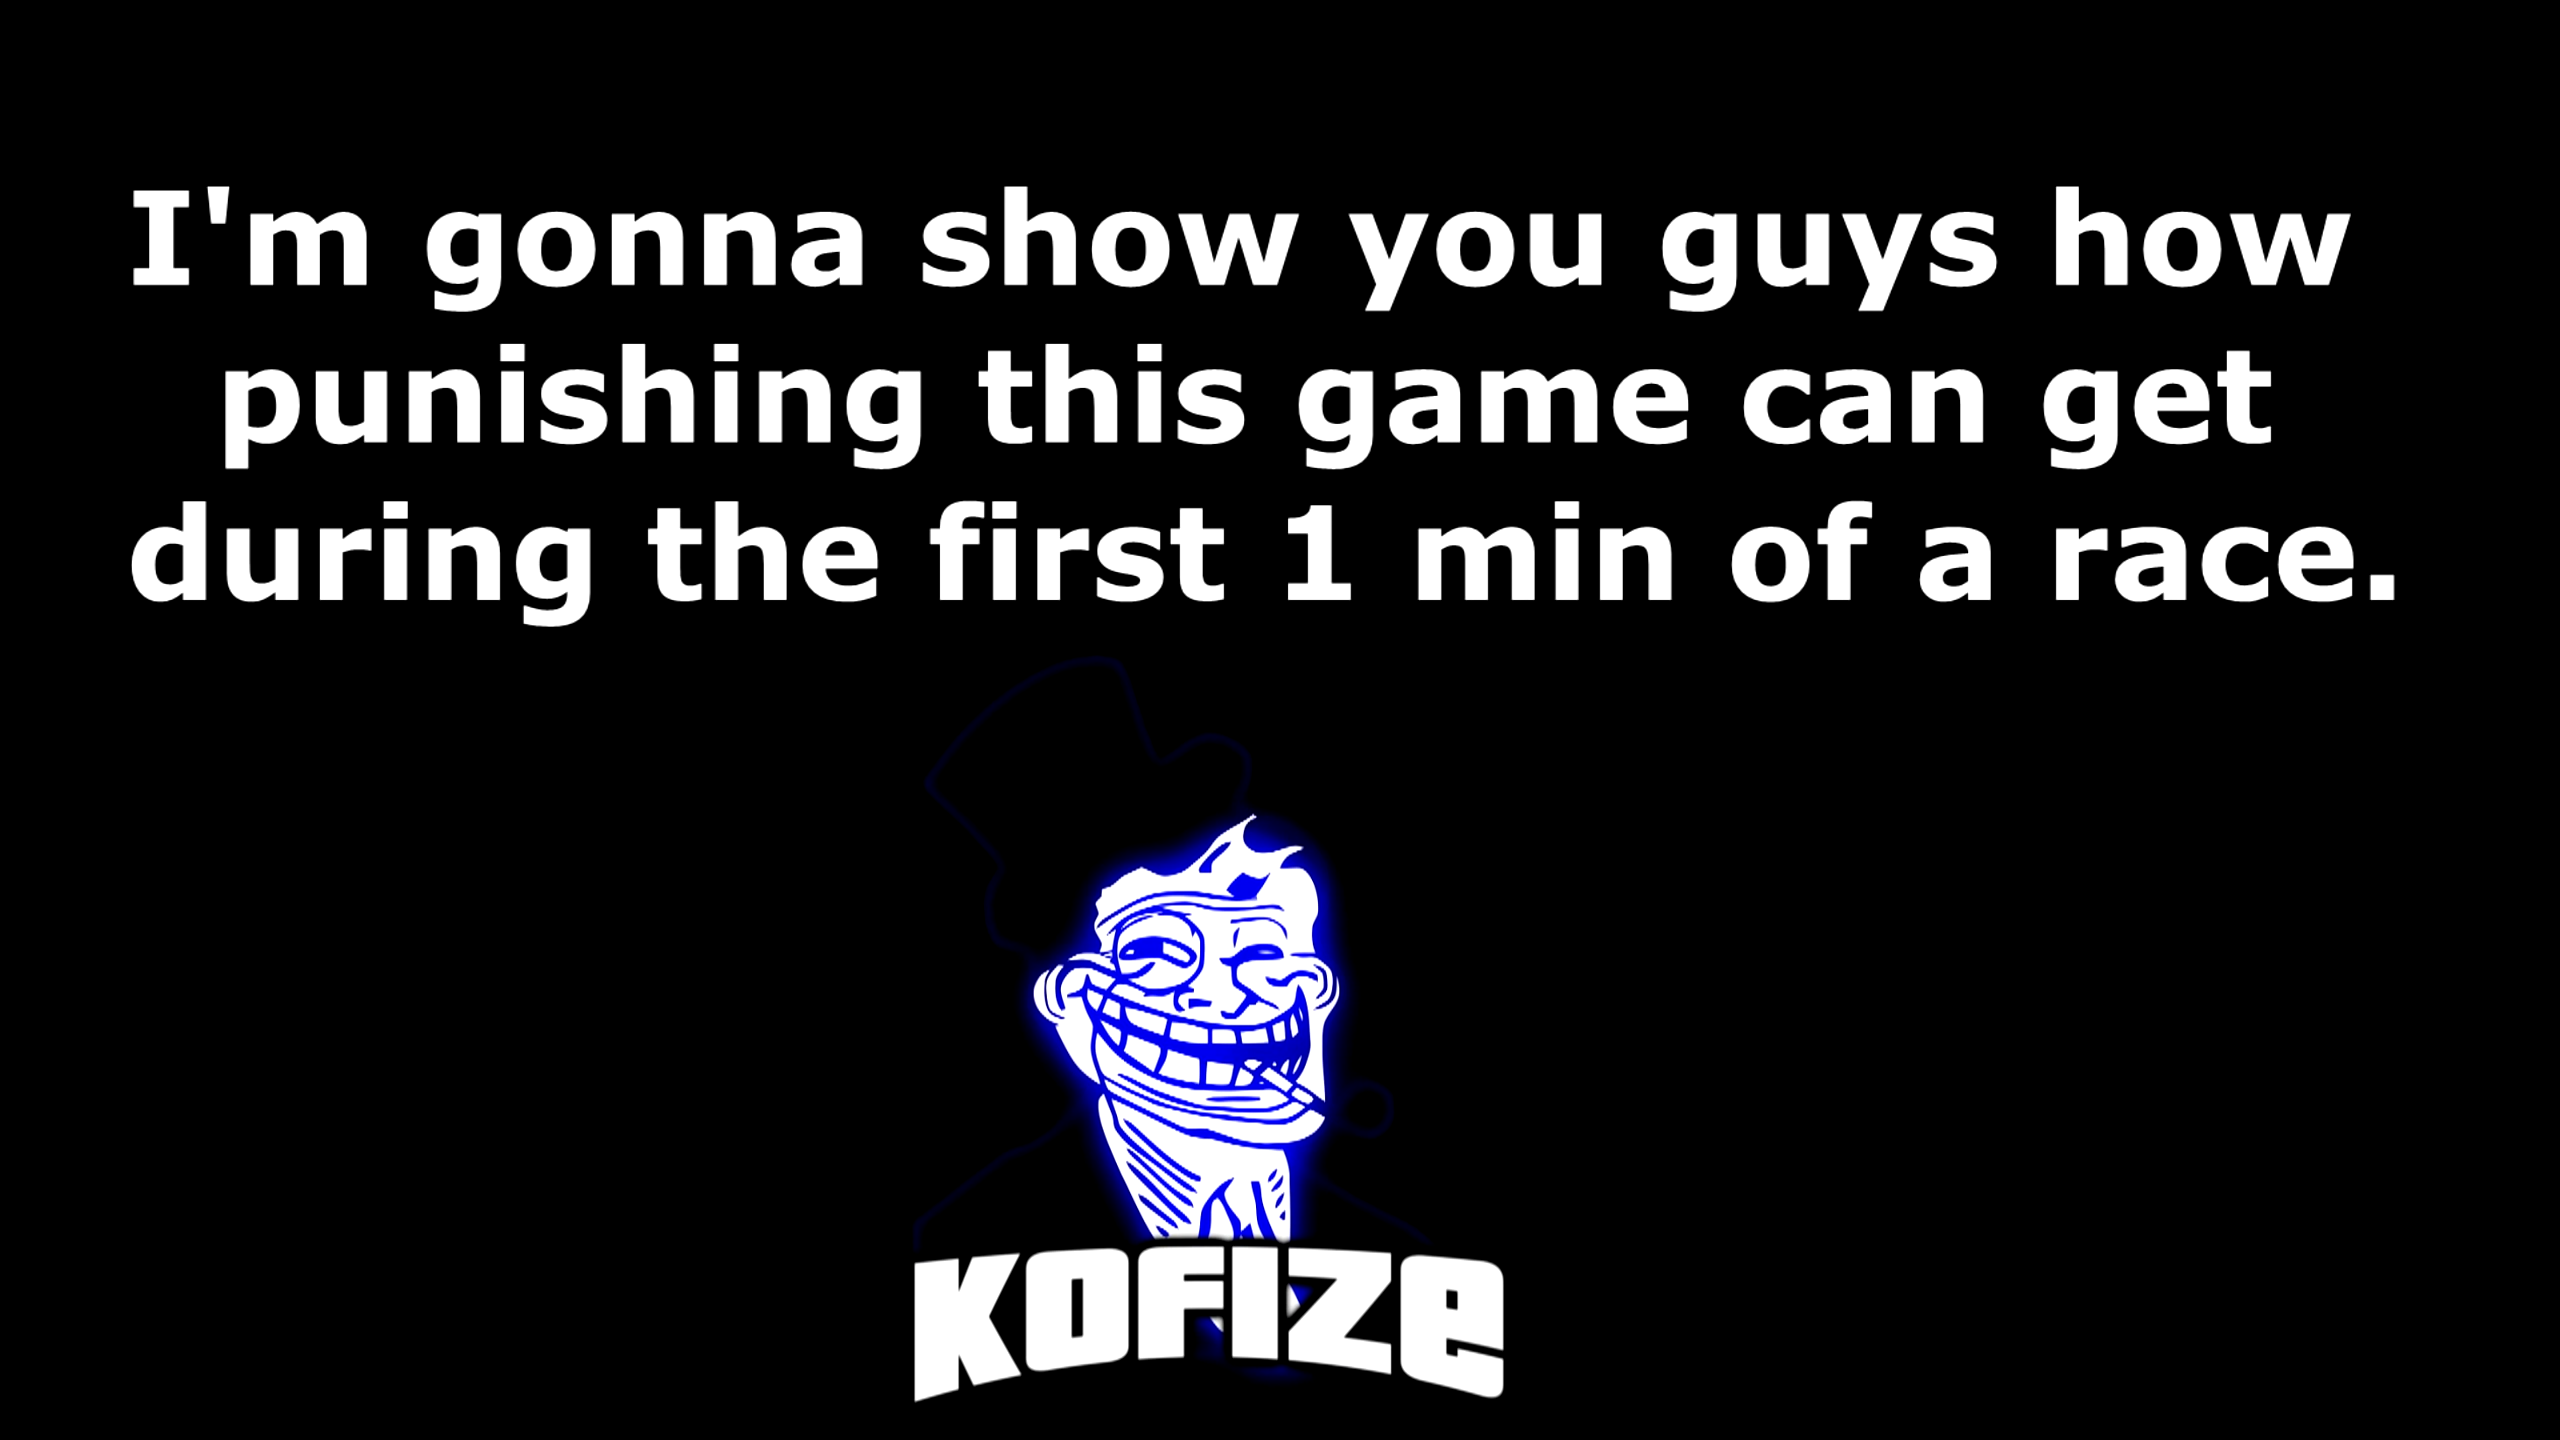 I'm gonna show you guys how
punishing this game can get
during the first 1 min of a race.
KOFIZE